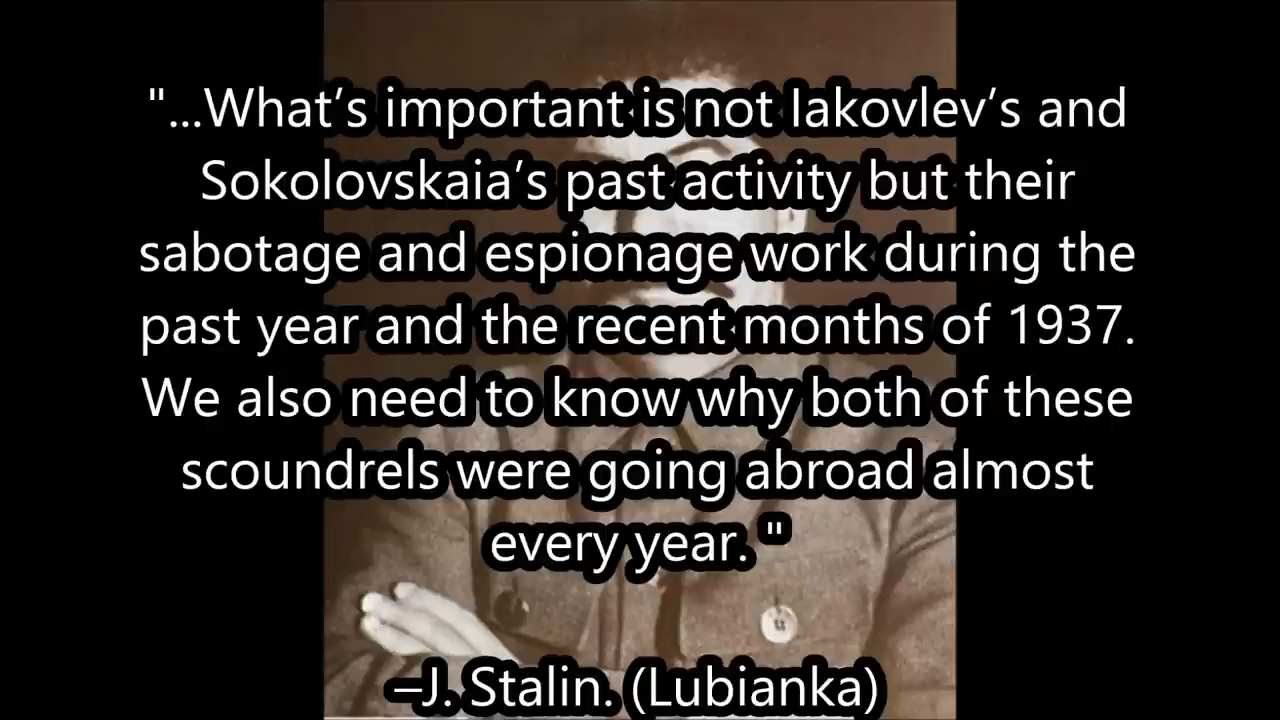 "...What’s important is not Iakovlev’s and
Sokolovskaia’s past activity but their
sabotage and espionage work during the
past year and the recent months of 1937.
We also need to know why both of these
scoundrels were going abroad almost
every year. "
–J. Stalin. (Lubianka)